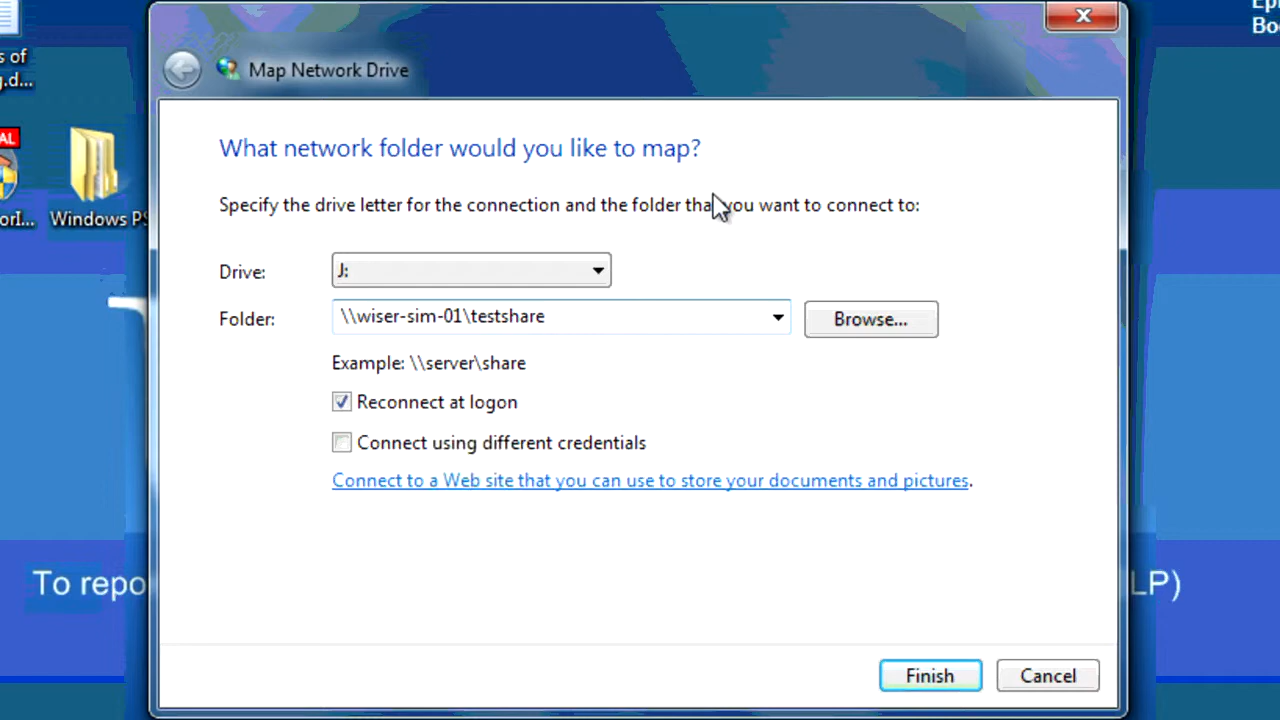 Ep
Bo
s of
g.d...
AL
orI...
Windows PS
Map Network Drive
What network folder would you like to map?
Specify the drive letter for the connection and the folder that you want to connect to:
Drive:
J:
Folder:
\\wiser-sim-01\testshare
Browse...
Example: \\server\share
Reconnect at logon
Connect using different credentials
Connect to a Web site that you can use to store your documents and pictures.
To repo
LP)
Finish
Cancel